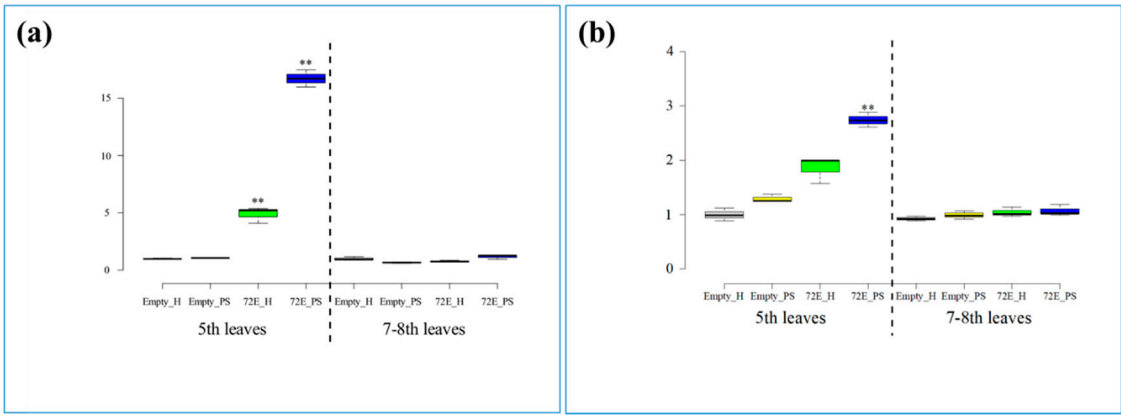 (a)
15
10
5
0
**
**
Empty_H Empty_PS 72E_H 72E_PS Empty_H Empty_PS 72E_H 72E_PS
5th leaves 7-8th leaves
(b)
4
3
2
1
0
**
Empty_H Empty_PS 72E_H 72E_PS Empty_H Empty_PS 72E_H 72E_PS
5th leaves 7-8th leaves